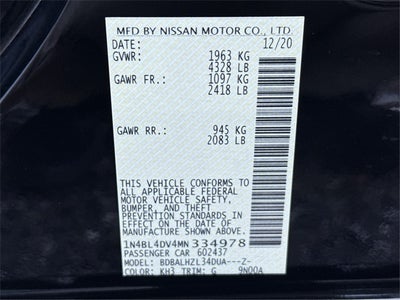 MFD BY NISSAN MOTOR CO., LTD.
DATE: 12/20
GVWR: 1963 KG
4328 LB
GAWR FR: 1097 KG
2418 LB
GAWR RR: 945 KG
2083 LB
THIS VEHICLE CONFORMS
TO ALL APPLICABLE FEDERAL
MOTOR VEHICLE SAFETY,
BUMPER, AND THEFT
PREVENTION STANDARDS
IN EFFECT ON THE DATE
OF MANUFACTURE SHOWN
ABOVE.
1N4BL4DV4MN334978
PASSENGER CAR 602437
MODEL: BDBALHZL34DUA---Z-
COLOR: KH3 TRIM: G 9N00A